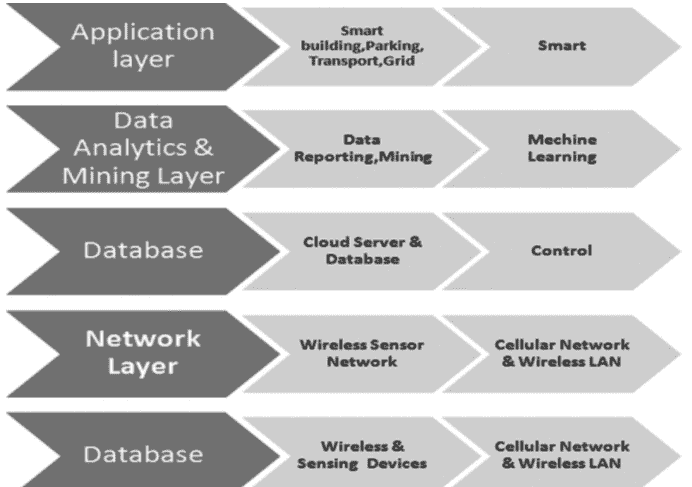 Application
layer
Smart
building,Parking,
Transport,Grid
Smart
Data
Analytics &
Mining Layer
Data
Reporting,Mining
Mechine
Learning
Database
Cloud Server &
Database
Control
Network
Layer
Wireless Sensor
Network
Cellular Network
& Wireless LAN
Database
Wireless &
Sensing Devices
Cellular Network
& Wireless LAN